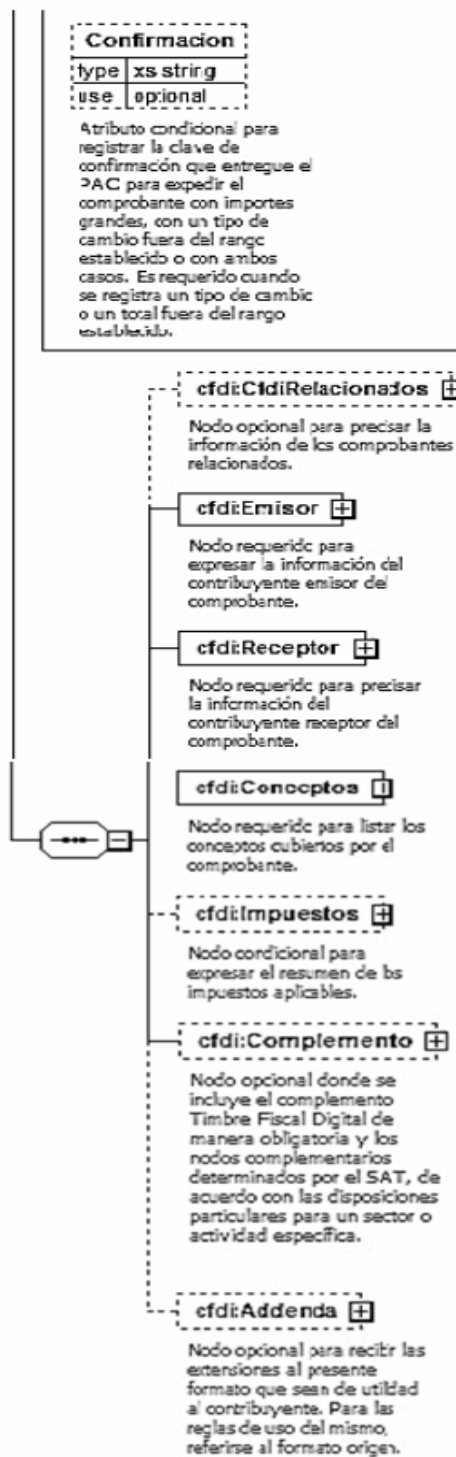 Confirmacion
type xs string
use optional
Atributo condicional para
registrar la clave de
confirmación que entregue el
PAC para expedir el
comprobante con importes
grandes, con un tipo de
cambio fuera del rango
establecido o con ambos
casos. Es requerido cuando
se registra un tipo de cambio
o un total fuera del rango
establecido.
cfdi:CfdiRelacionados
Nodo opcional para precisar la
información de los comprobantes
relacionados.
cfdi:Emisor
Nodo requerido para
expresar la información del
contribuyente emisor del
comprobante.
cfdi:Receptor
Nodo requerido para precisar
la información del
contribuyente receptor del
comprobante.
cfdi:Conceptos
Nodo requerido para listar los
conceptos cubiertos por el
comprobante.
cfdi:Impuestos
Nodo condicional para
expresar el resumen de los
impuestos aplicables.
cfdi:Complemento
Nodo opcional donde se
incluye el complemento
Timbre Fiscal Digital de
manera obligatoria y los
nodos complementarios
determinados por el SAT, de
acuerdo con las disposiciones
particulares para un sector o
actividad específica.
cfdi:Addenda
Nodo opcional para recibir las
extensiones al presente
formato que sean de utilidad
al contribuyente. Para las
reglas de uso del mismo,
referirse al formato origen.